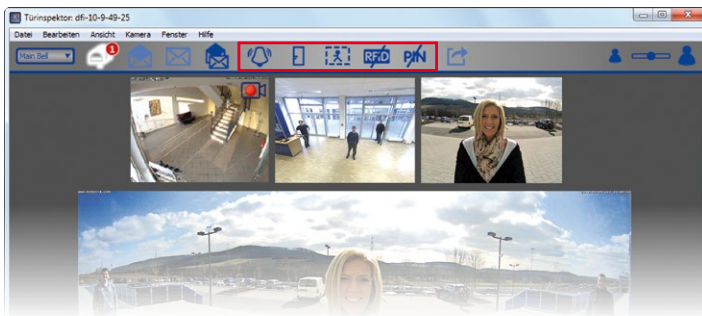 Türinspektor: dfi-10-9-49-25
Datei Bearbeiten Ansicht Kamera Fenster Hilfe
Main Bell
1
RFID
PIN